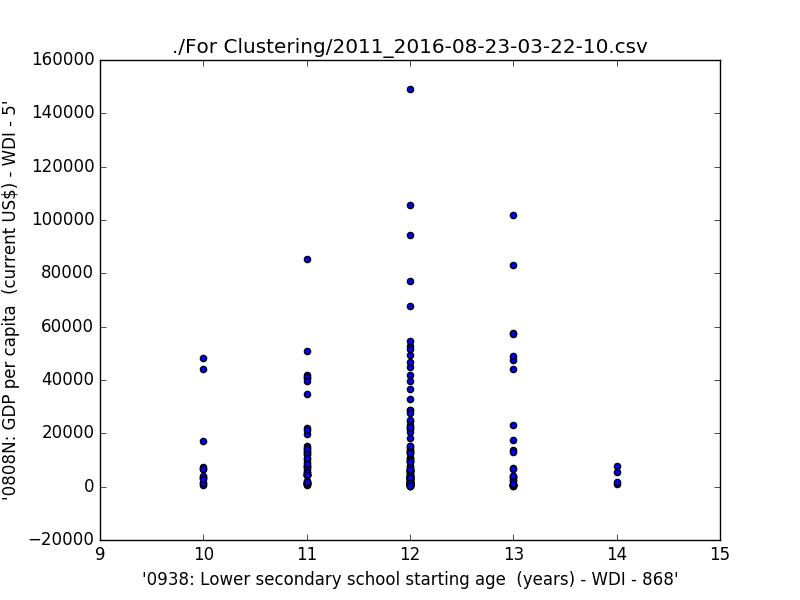 ./For Clustering/2011_2016-08-23-03-22-10.csv
160000
140000
120000
100000
80000
60000
40000
20000
0
−20000
'0808N: GDP per capita  (current US$) - WDI - 5'
9 10 11 12 13 14 15
'0938: Lower secondary school starting age  (years) - WDI - 868'